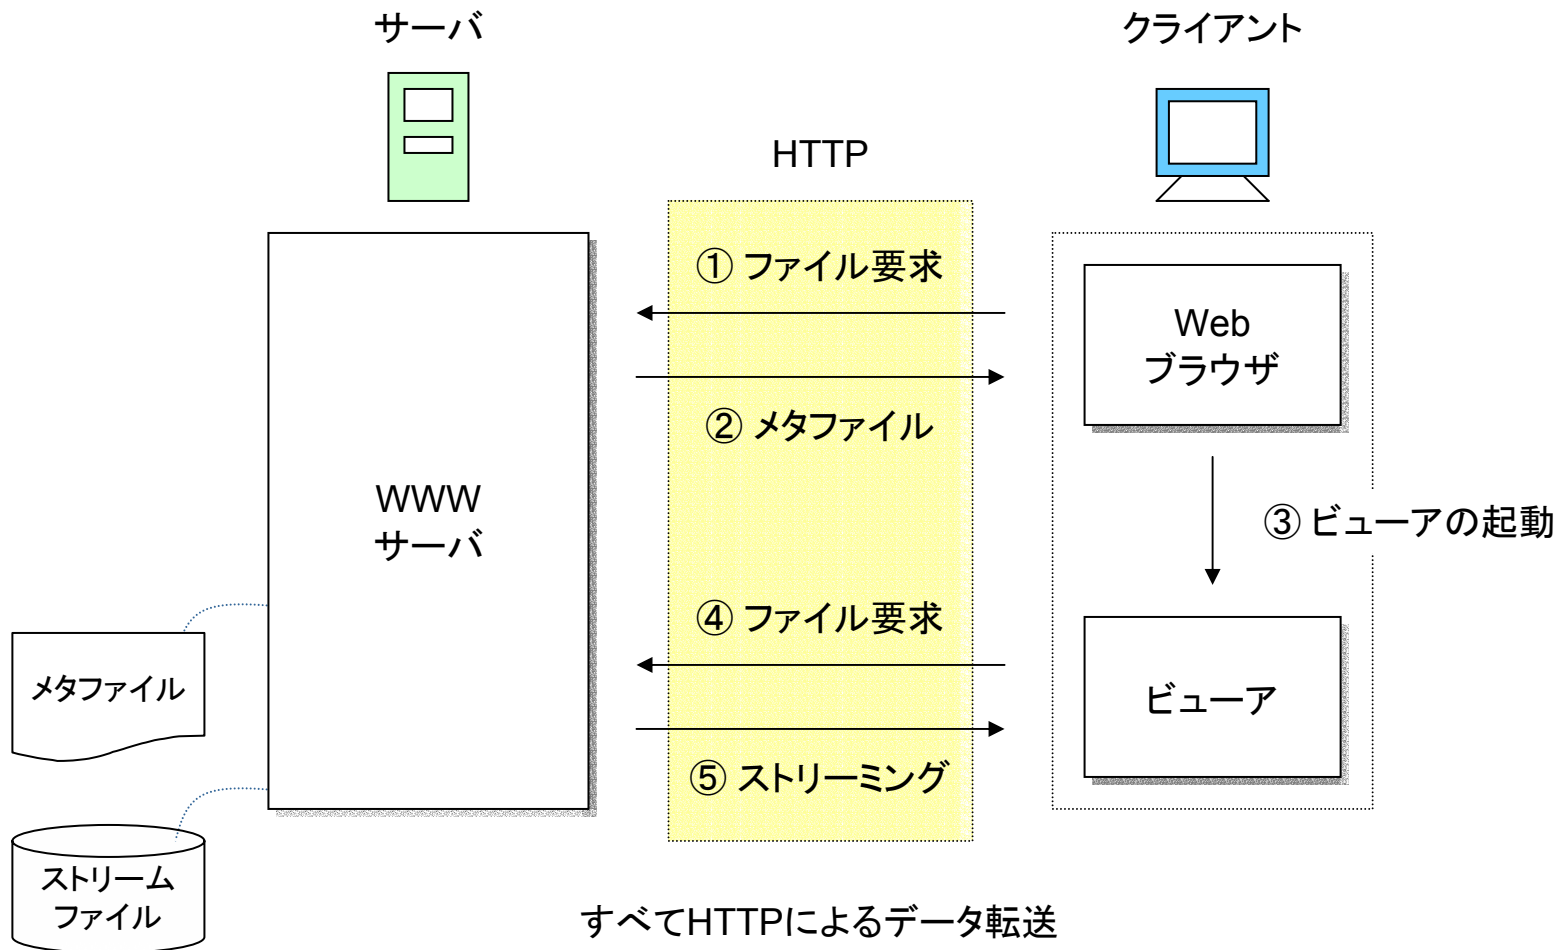 サーバ
クライアント
HTTP
① ファイル要求
Web
ブラウザ
② メタファイル
WWW
サーバ
③ ビューアの起動
④ ファイル要求
メタファイル
ビューア
⑤ ストリーミング
ストリーム
ファイル
すべてHTTPによるデータ転送